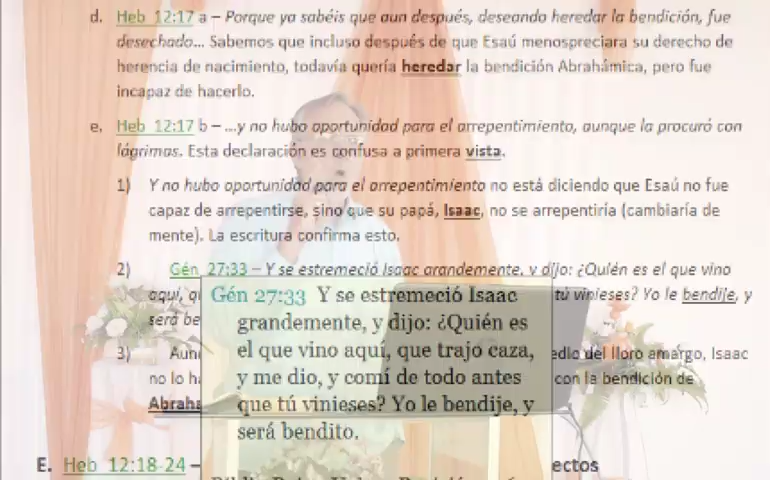 d. Heb 12:17 a – Porque ya sabéis que aun después, deseando heredar la bendición, fue
desechado... Sabemos que incluso después de que Esaú menospreciara su derecho de
herencia de nacimiento, todavía quería heredar la bendición Abrahámica, pero fue
incapaz de hacerlo.
e. Heb 12:17 b – ...y no hubo oportunidad para el arrepentimiento, aunque la procuró con
lágrimas. Esta declaración es confusa a primera vista.
1) Y no hubo oportunidad para el arrepentimiento no está diciendo que Esaú no fue
capaz de arrepentirse, sino que su papá, Isaac, no se arrepentiría (cambiaría de
mente). La escritura confirma esto.
2) Gén 27:33 – Y se estremeció Isaac grandemente, y dijo: ¿Quién es el que vino
aquí, tú vinieses? Yo le bendije, y
será
3) del lloro amargo, Isaac
no lo con la bendición de
E. Heb 12:18-24 –
Gén 27:33 Y se estremeció Isaac
grandemente, y dijo: ¿Quién es
el que vino aquí, que trajo caza,
y me dio, y comí de todo antes
que tú vinieses? Yo le bendije, y
será bendito.